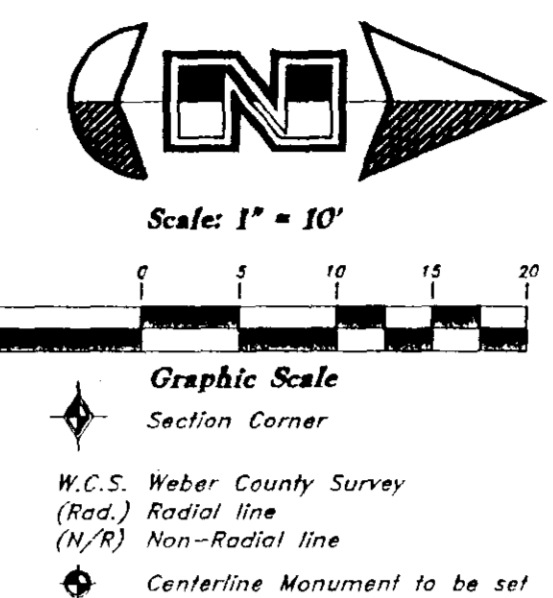 N
Scale: 1" = 10'
0 5 10 15 20
Graphic Scale
Section Corner
W.C.S. Weber County Survey
(Rad.) Radial line
(N/R) Non-Radial line
Centerline Monument to be set